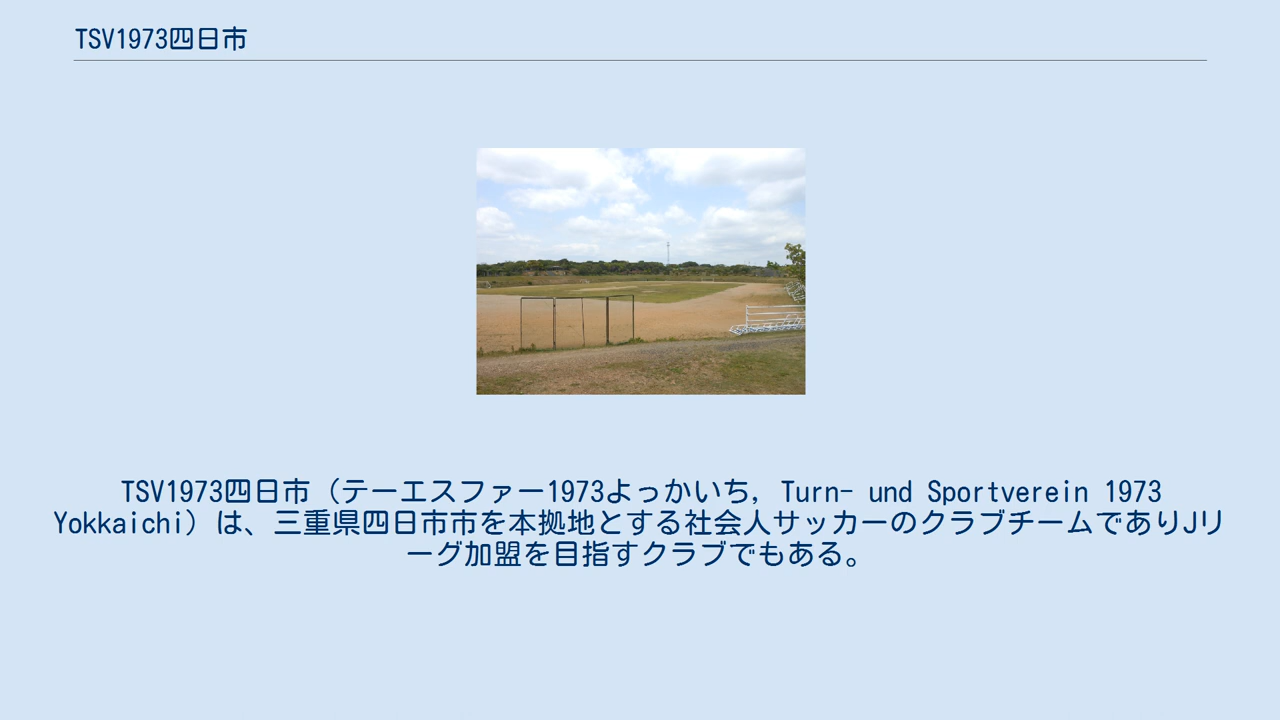 TSV1973四日市
TSV1973四日市（テーエスファー1973よっかいち, Turn- und Sportverein 1973
Yokkaichi）は、三重県四日市市を本拠地とする社会人サッカーのクラブチームでありJリ
ーグ加盟を目指すクラブでもある。